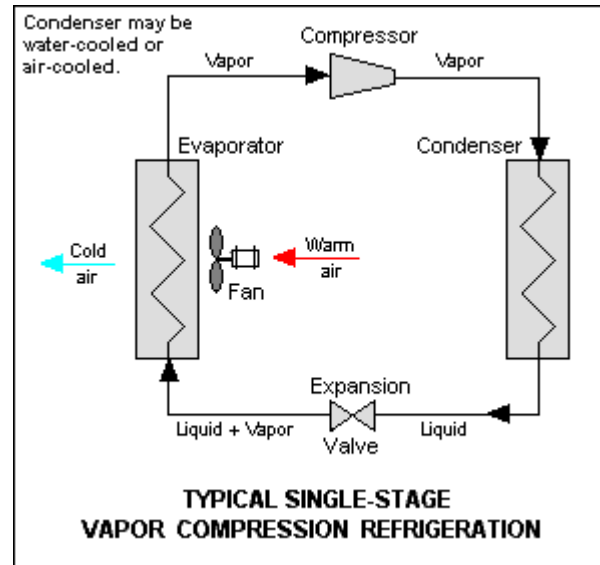 Condenser may be
water-cooled or
air-cooled.
Compressor
Vapor
Vapor
Evaporator
Condenser
Cold
air
Warm
air
Fan
Expansion
Valve
Liquid + Vapor
Liquid
TYPICAL SINGLE-STAGE
VAPOR COMPRESSION REFRIGERATION